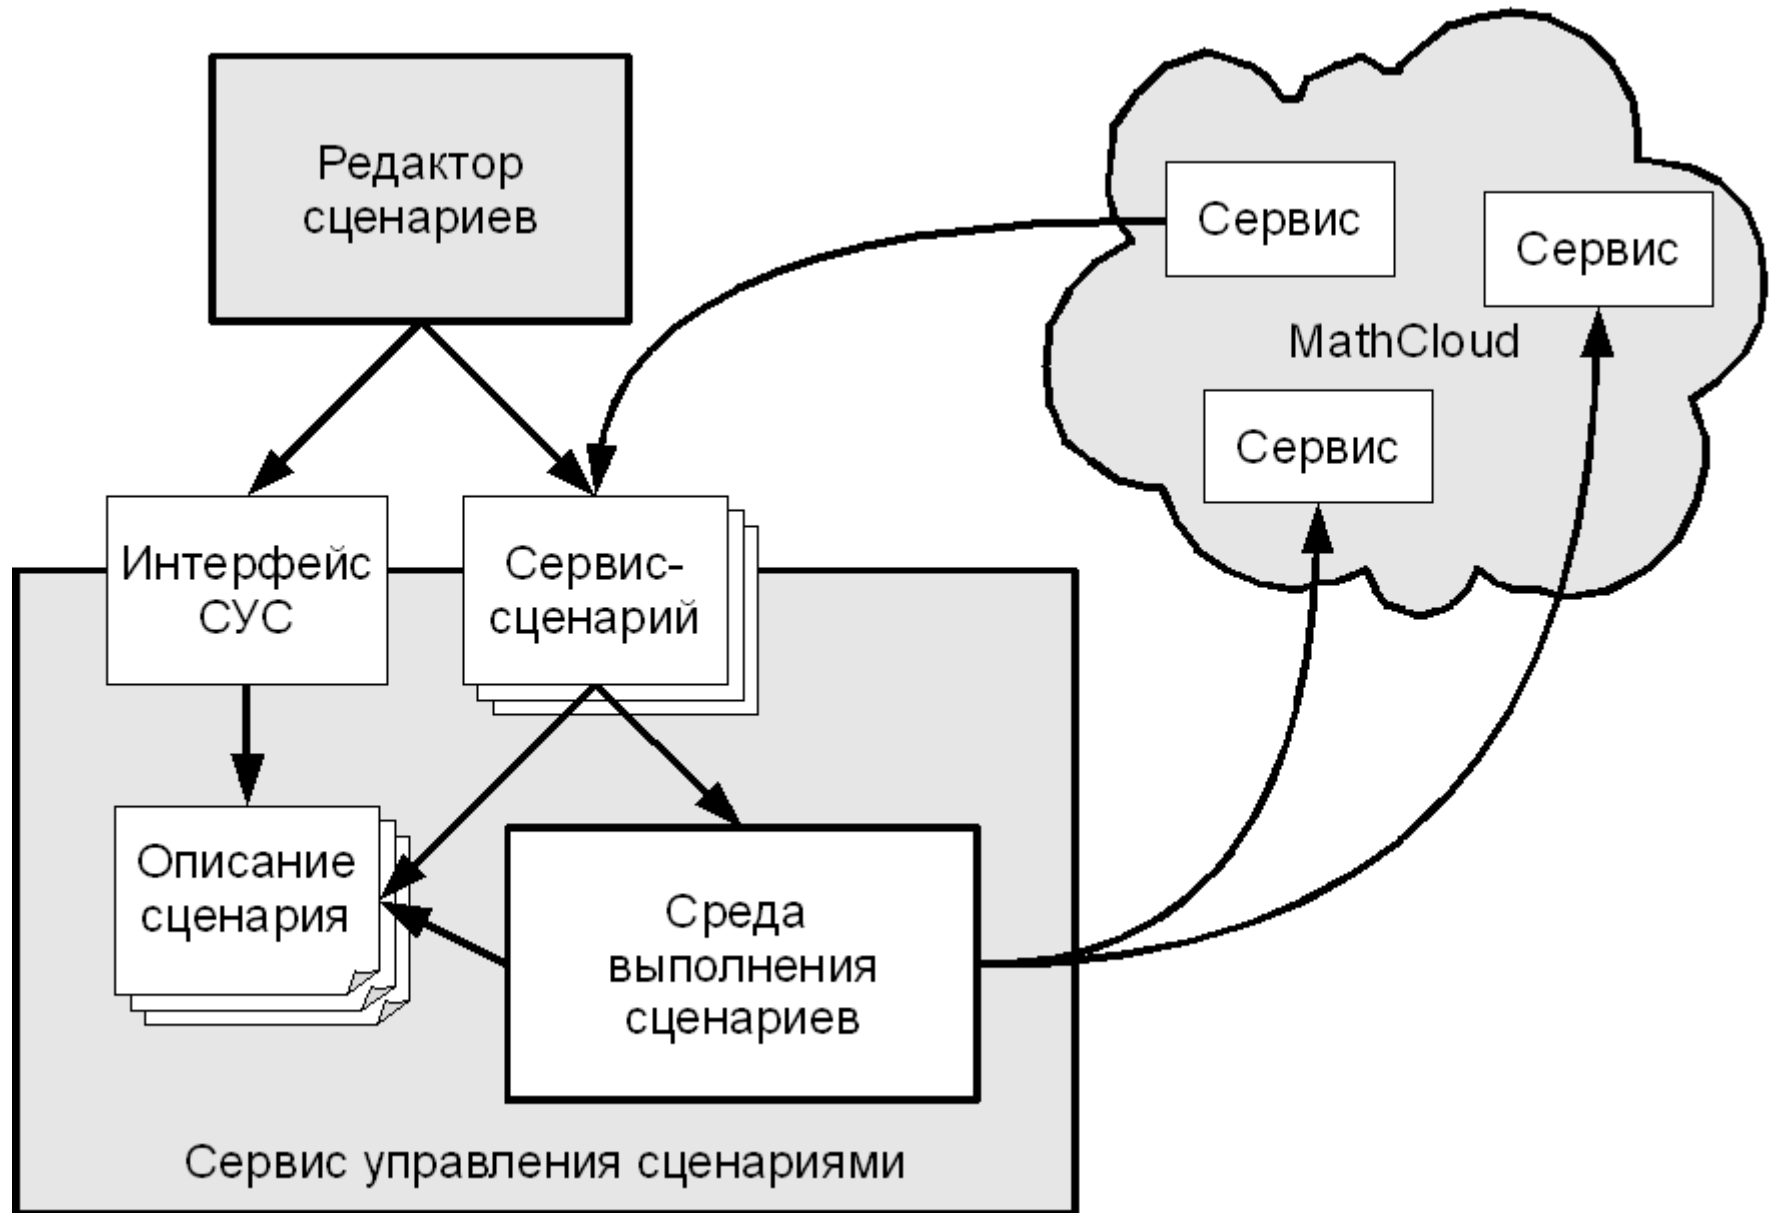 Редактор
сценариев
Сервис
Сервис
MathCloud
Сервис
Интерфейс
СУС
Сервис-
сценарий
Описание
сценария
Среда
выполнения
сценариев
Сервис управления сценариями